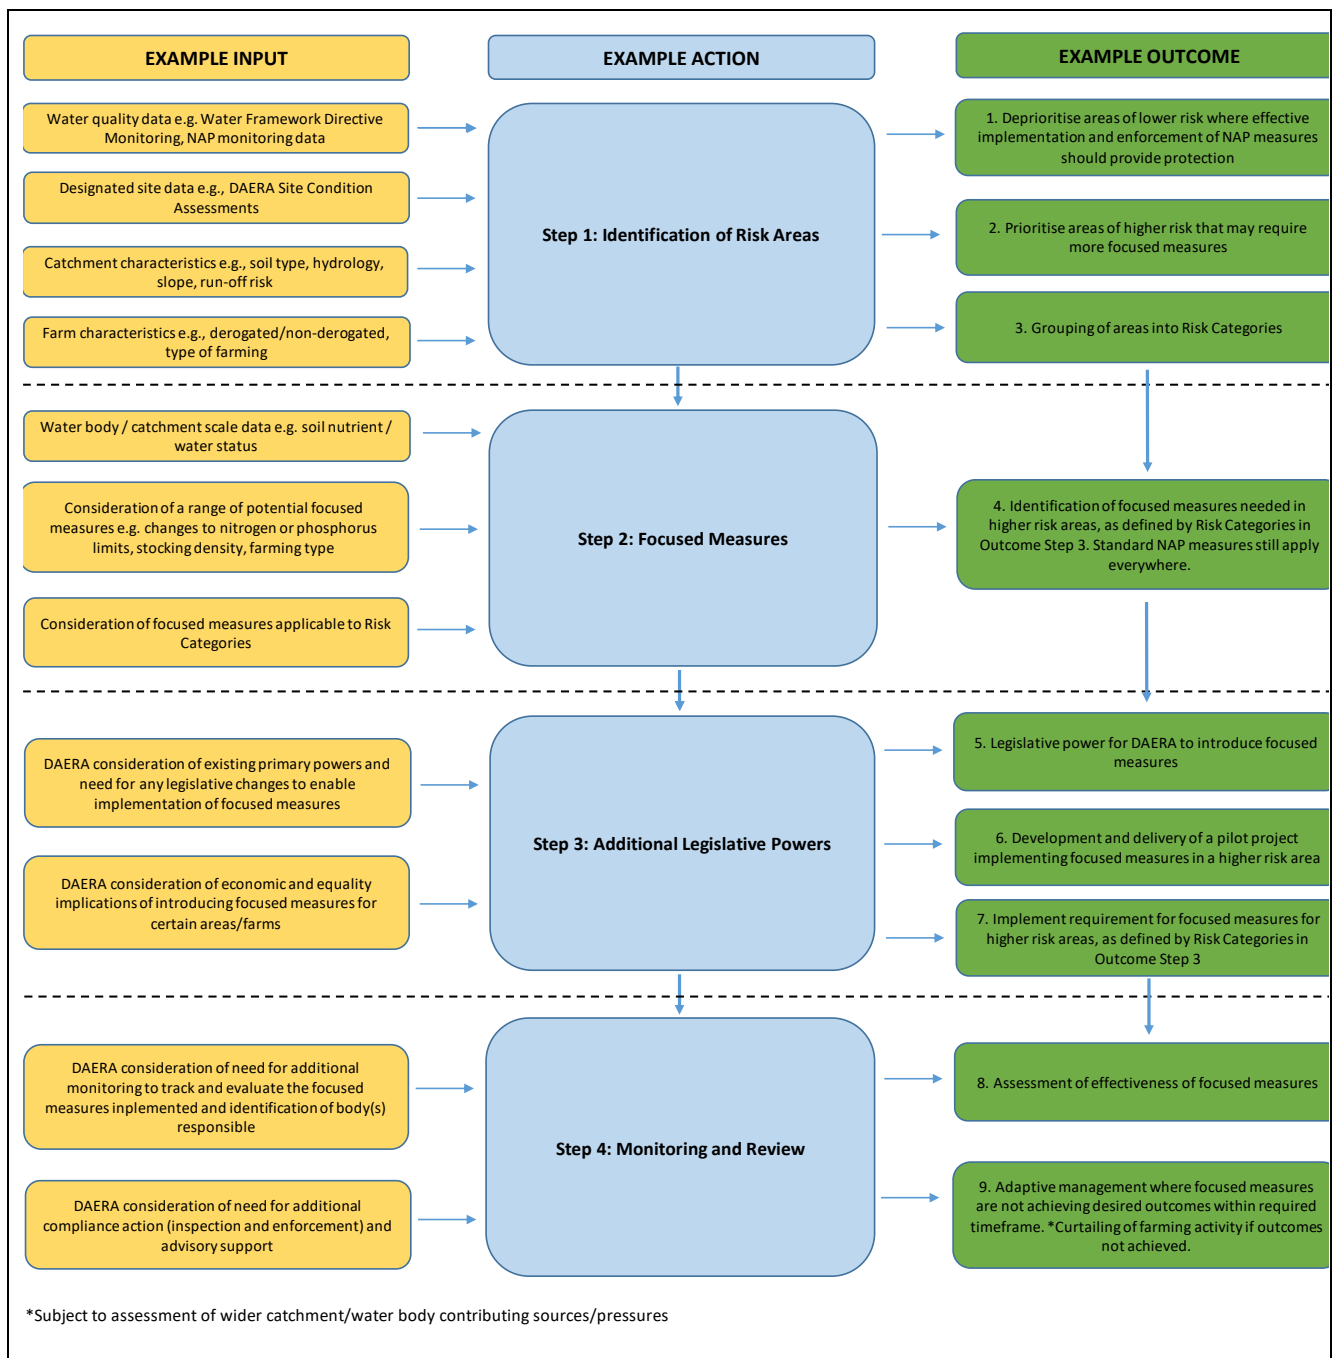 EXAMPLE INPUT
EXAMPLE ACTION
EXAMPLE OUTCOME
Water quality data e.g. Water Framework Directive
Monitoring, NAP monitoring data
Designated site data e.g., DAERA Site Condition
Assessments
Catchment characteristics e.g., soil type, hydrology,
slope, run-off risk
Farm characteristics e.g., derogated/non-derogated,
type of farming
Step 1: Identification of Risk Areas
1. Deprioritise areas of lower risk where effective
implementation and enforcement of NAP measures
should provide protection
2. Prioritise areas of higher risk that may require
more focused measures
3. Grouping of areas into Risk Categories
Water body / catchment scale data e.g. soil nutrient /
water status
Consideration of a range of potential focused
measures e.g. changes to nitrogen or phosphorus
limits, stocking density, farming type
Consideration of focused measures applicable to Risk
Categories
Step 2: Focused Measures
4. Identification of focused measures needed in
higher risk areas, as defined by Risk Categories in
Outcome Step 3. Standard NAP measures still apply
everywhere.
DAERA consideration of existing primary powers and
need for any legislative changes to enable
implementation of focused measures
DAERA consideration of economic and equality
implications of introducing focused measures for
certain areas/farms
Step 3: Additional Legislative Powers
5. Legislative power for DAERA to introduce focused
measures
6. Development and delivery of a pilot project
implementing focused measures in a higher risk area
7. Implement requirement for focused measures for
higher risk areas, as defined by Risk Categories in
Outcome Step 3
DAERA consideration of need for additional
monitoring to track and evaluate the focused
measures inplemented and identification of body(s)
responsible
DAERA consideration of need for additional
compliance action (inspection and enforcement) and
advisory support
Step 4: Monitoring and Review
8. Assessment of effectiveness of focused measures
9. Adaptive management where focused measures
are not achieving desired outcomes within required
timeframe. *Curtailing of farming activity if outcomes
not achieved.
*Subject to assessment of wider catchment/water body contributing sources/pressures